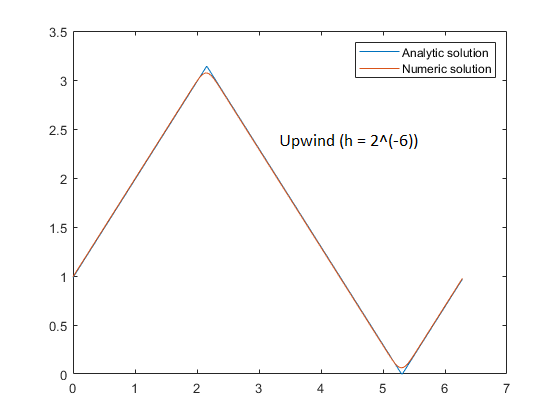 3.5
Analytic solution
Numeric solution
3
2.5
Upwind (h = 2^(-6))
2
1.5
1
0.5
0
0 1 2 3 4 5 6 7